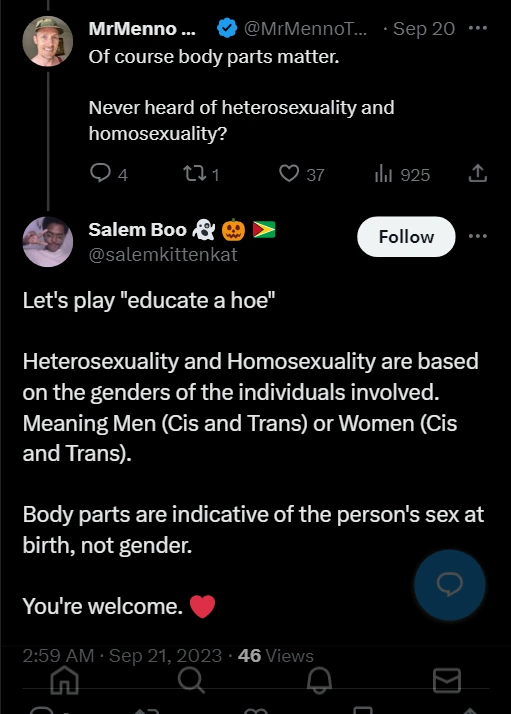 MrMenno ... @MrMennoT... · Sep 20
Of course body parts matter.
Never heard of heterosexuality and
homosexuality?
4 1 37 925
Salem Boo 👻 🎃 🇬🇾
Follow
@salemkittenkat
Let's play "educate a hoe"
Heterosexuality and Homosexuality are based
on the genders of the individuals involved.
Meaning Men (Cis and Trans) or Women (Cis
and Trans).
Body parts are indicative of the person's sex at
birth, not gender.
You're welcome. ❤️
2:59 AM · Sep 21, 2023 · 46 Views